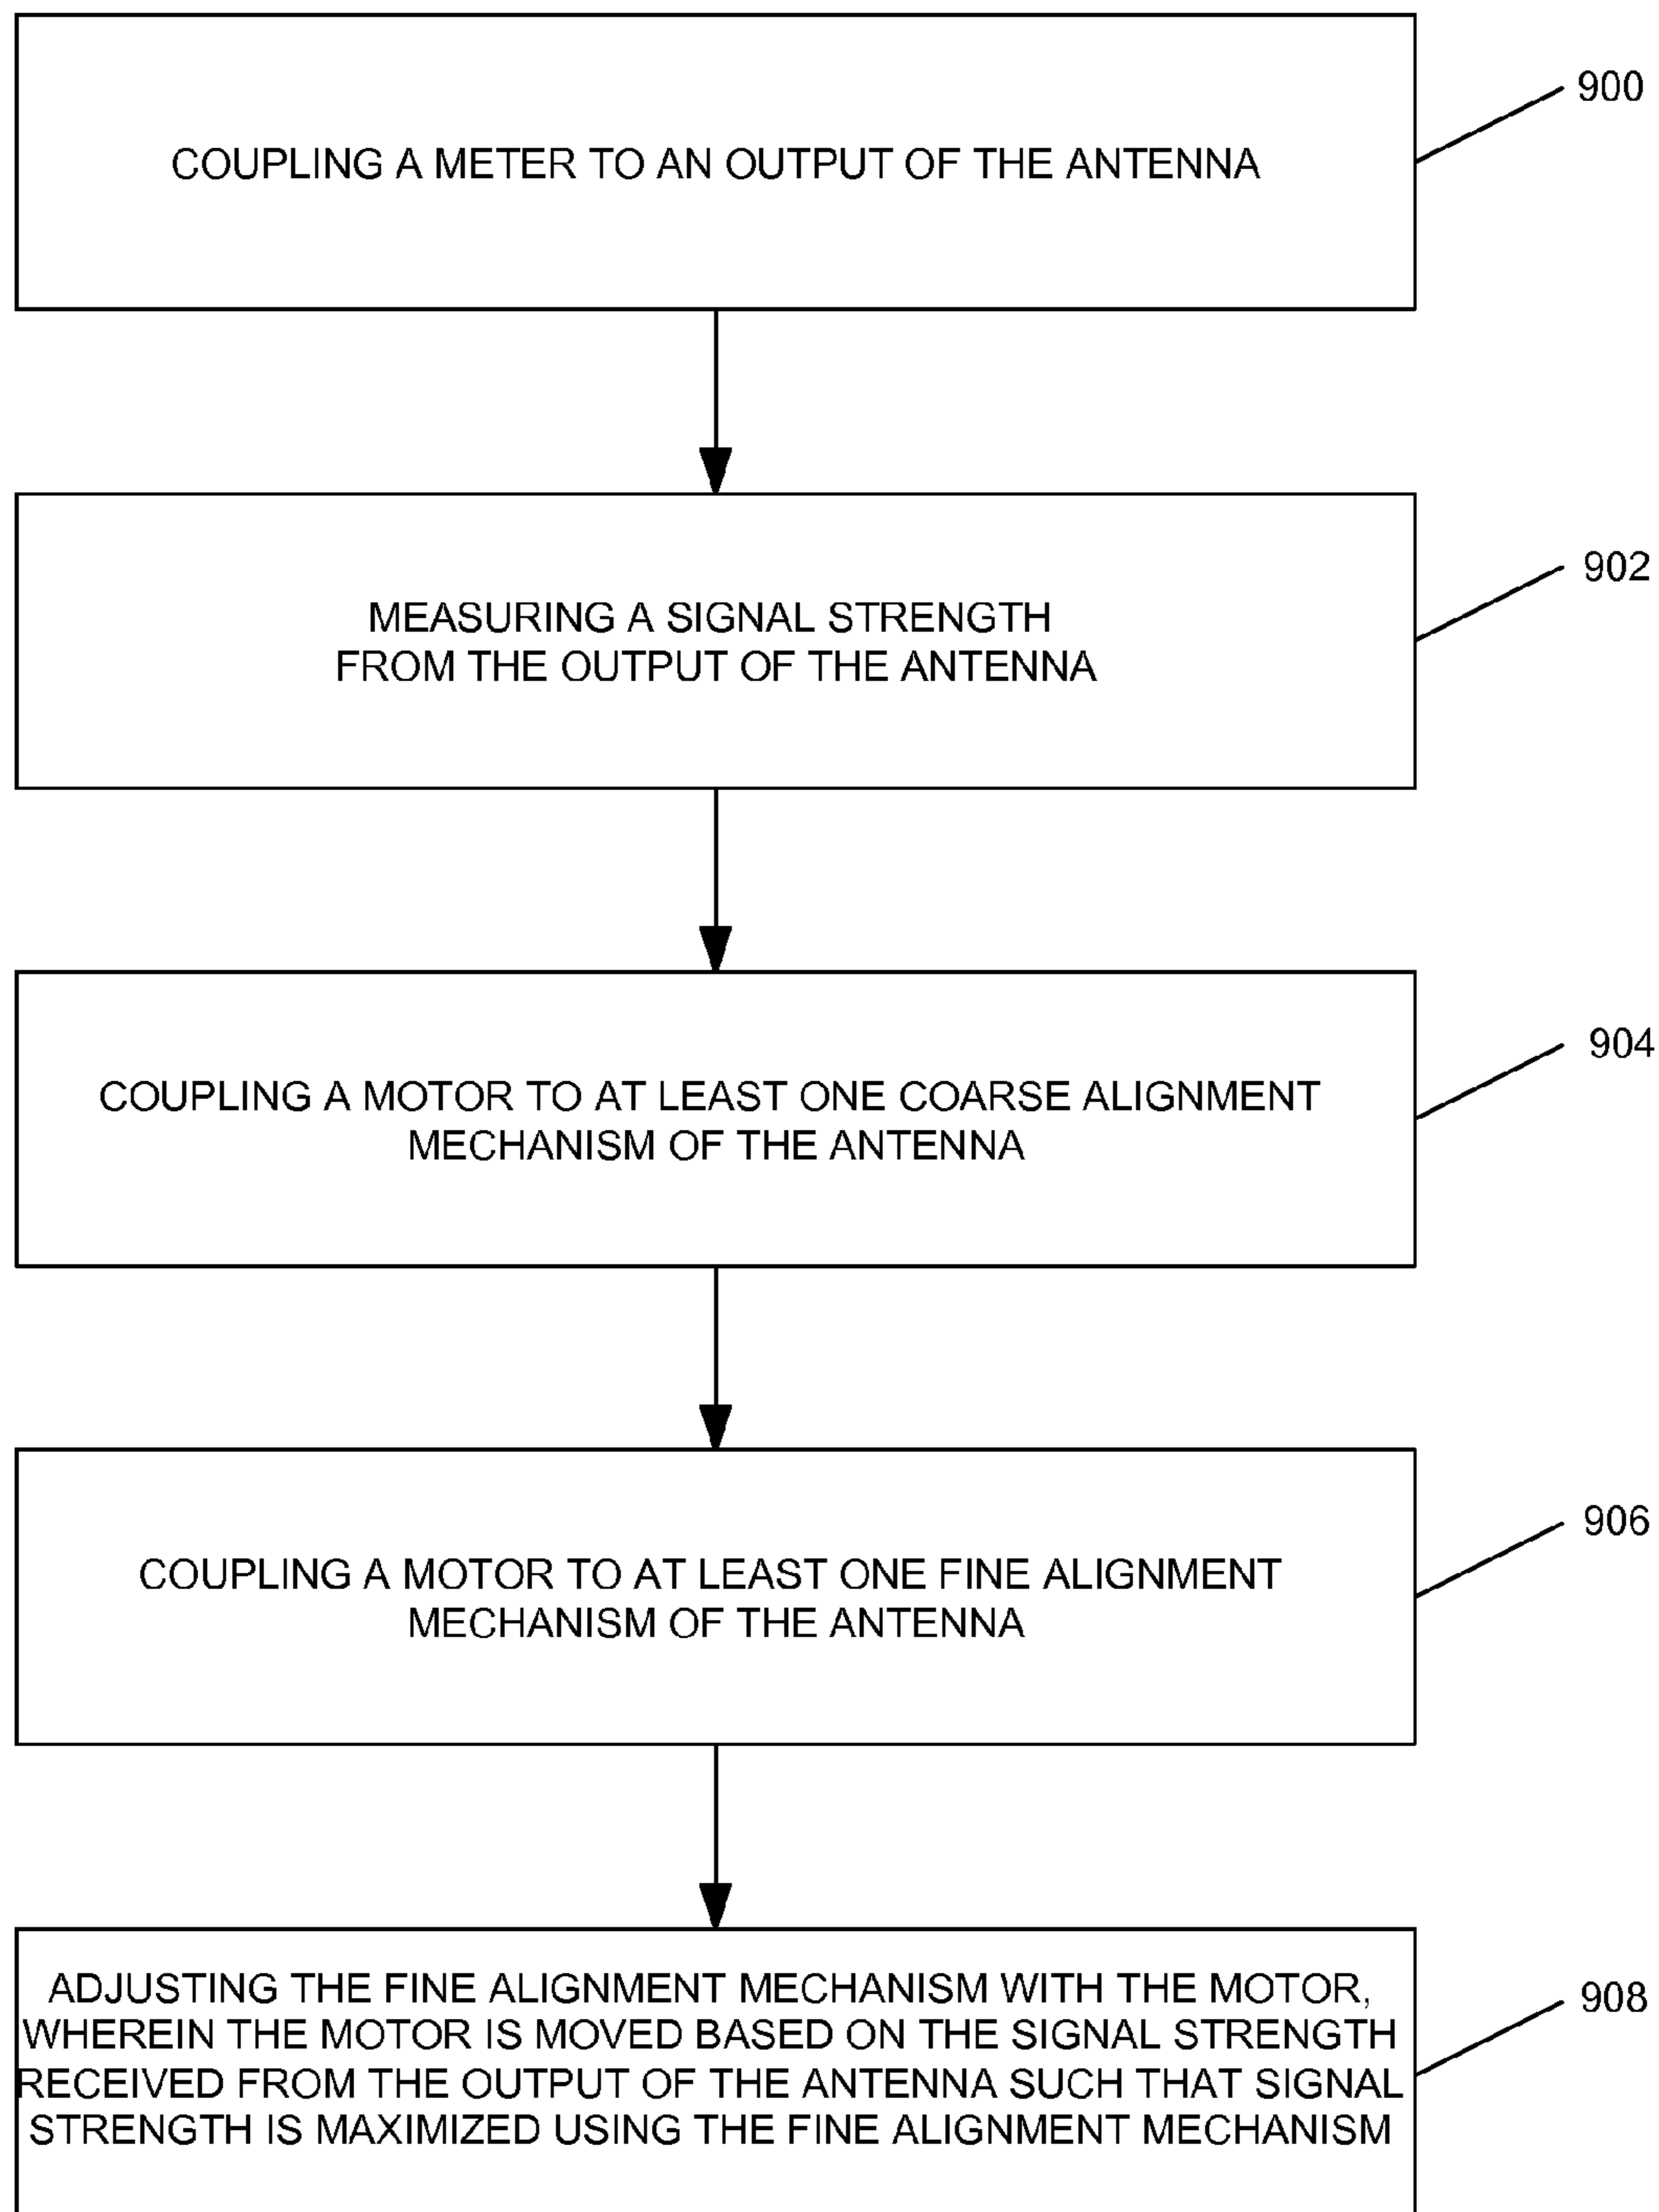 COUPLING A METER TO AN OUTPUT OF THE ANTENNA
900
MEASURING A SIGNAL STRENGTH
FROM THE OUTPUT OF THE ANTENNA
902
COUPLING A MOTOR TO AT LEAST ONE COARSE ALIGNMENT
MECHANISM OF THE ANTENNA
904
COUPLING A MOTOR TO AT LEAST ONE FINE ALIGNMENT
MECHANISM OF THE ANTENNA
906
ADJUSTING THE FINE ALIGNMENT MECHANISM WITH THE MOTOR,
WHEREIN THE MOTOR IS MOVED BASED ON THE SIGNAL STRENGTH
RECEIVED FROM THE OUTPUT OF THE ANTENNA SUCH THAT SIGNAL
STRENGTH IS MAXIMIZED USING THE FINE ALIGNMENT MECHANISM
908